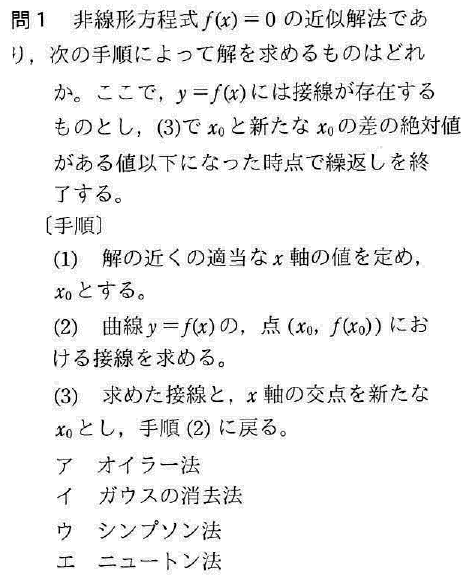 問1　非線形方程式 f(x) = 0 の近似解法であ
り，次の手順によって解を求めるものはどれ
か。ここで，y = f(x) には接線が存在する
ものとし，(3)で x₀ と新たな x₀ の差の絶対値
がある値以下になった時点で繰返しを終
了する。
〔手順〕
(1)　解の近くの適当な x 軸の値を定め，
x₀ とする。
(2)　曲線 y = f(x) の，点 (x₀, f(x₀)) にお
ける接線を求める。
(3)　求めた接線と，x 軸の交点を新たな
x₀ とし，手順 (2) に戻る。
ア　オイラー法
イ　ガウスの消去法
ウ　シンプソン法
エ　ニュートン法